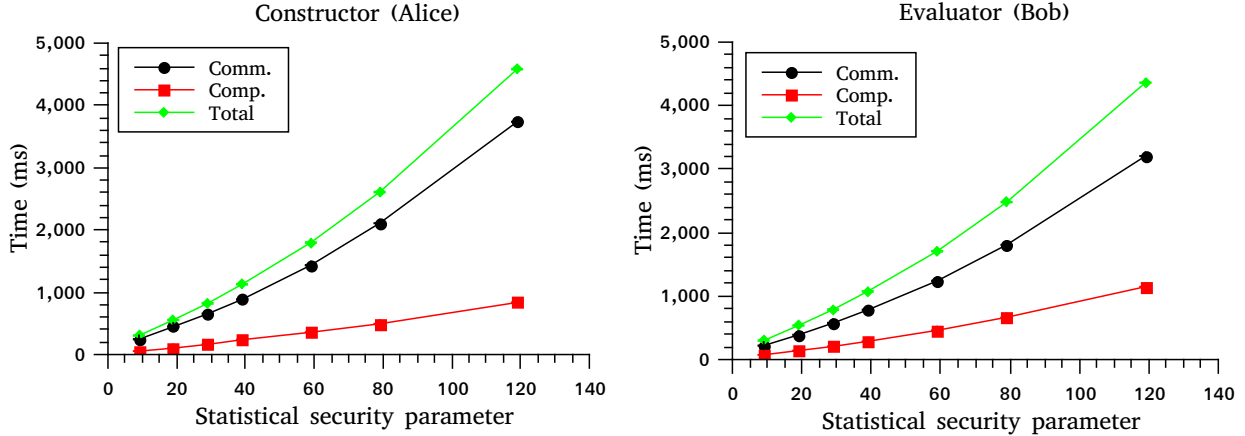 Constructor (Alice)
5,000
4,000
3,000
2,000
1,000
0
Time (ms)
Comm.
Comp.
Total
0 20 40 60 80 100 120 140
Statistical security parameter
Evaluator (Bob)
5,000
4,000
3,000
2,000
1,000
0
Time (ms)
Comm.
Comp.
Total
0 20 40 60 80 100 120 140
Statistical security parameter